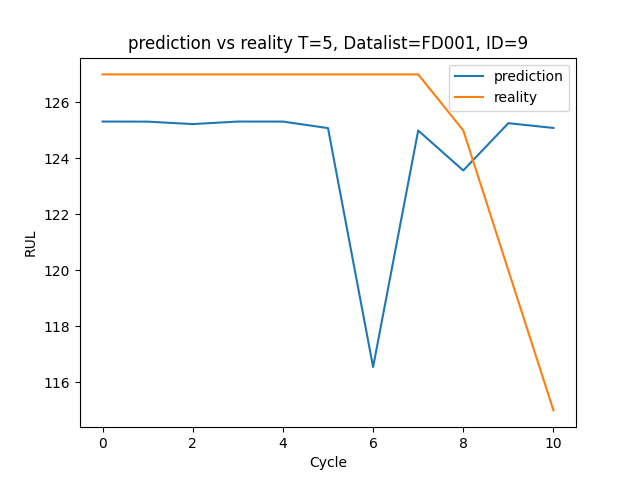 prediction vs reality T=5, Datalist=FD001, ID=9
prediction
reality
126
124
122
120
118
116
RUL
0 2 4 6 8 10
Cycle